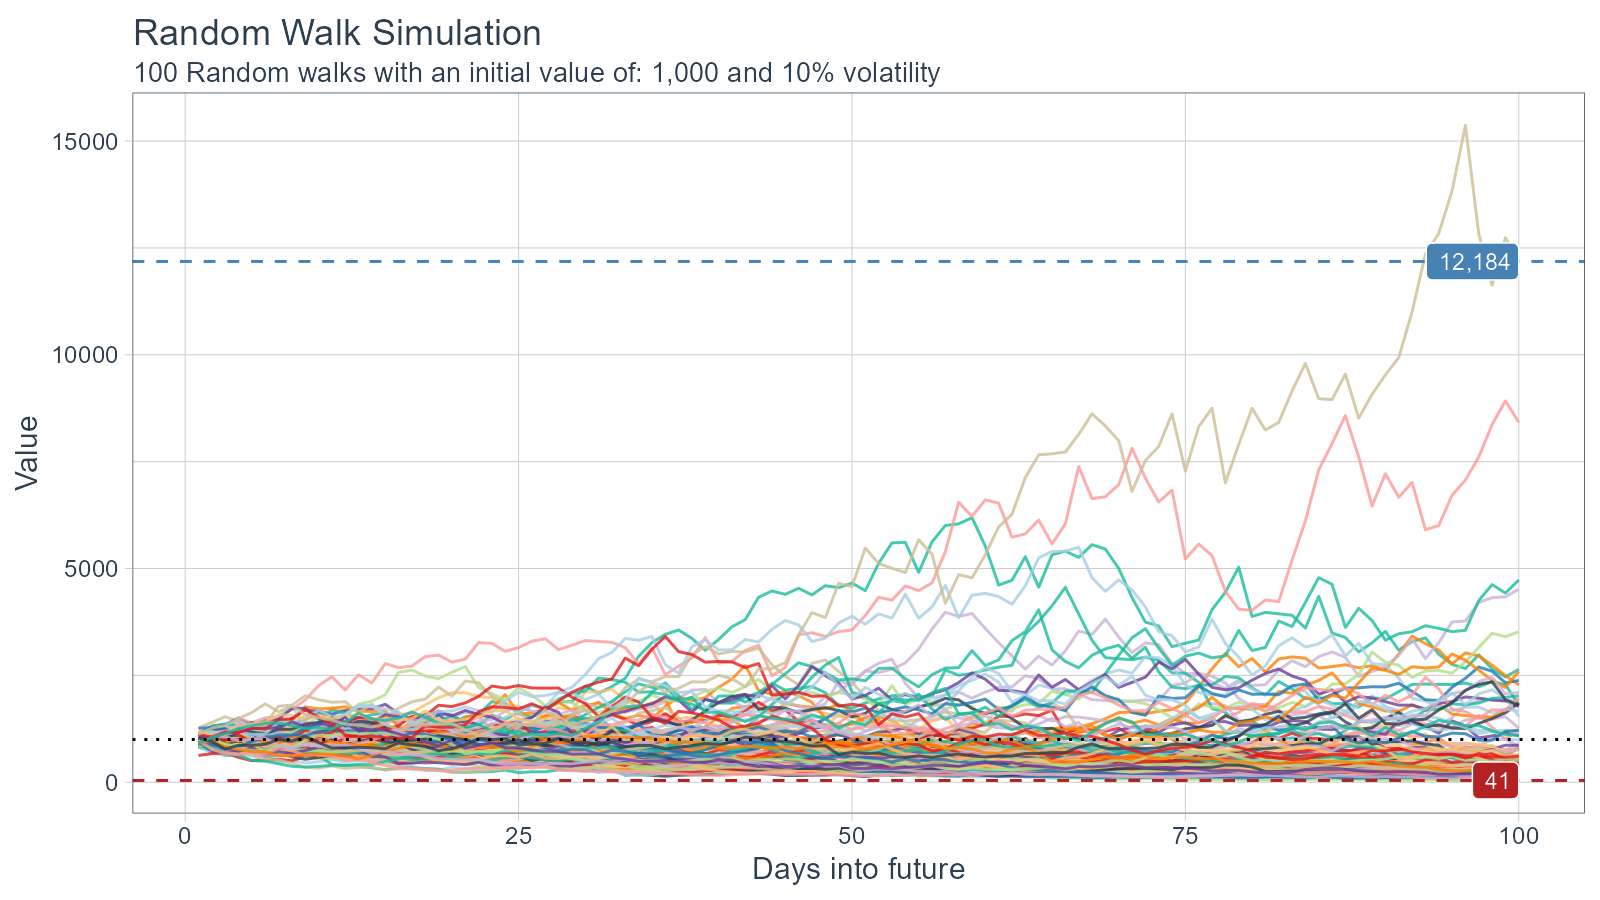 Random Walk Simulation
100 Random walks with an initial value of: 1,000 and 10% volatility
15000
10000
5000
0
Value
12,184
41
0
25
50
75
100
Days into future